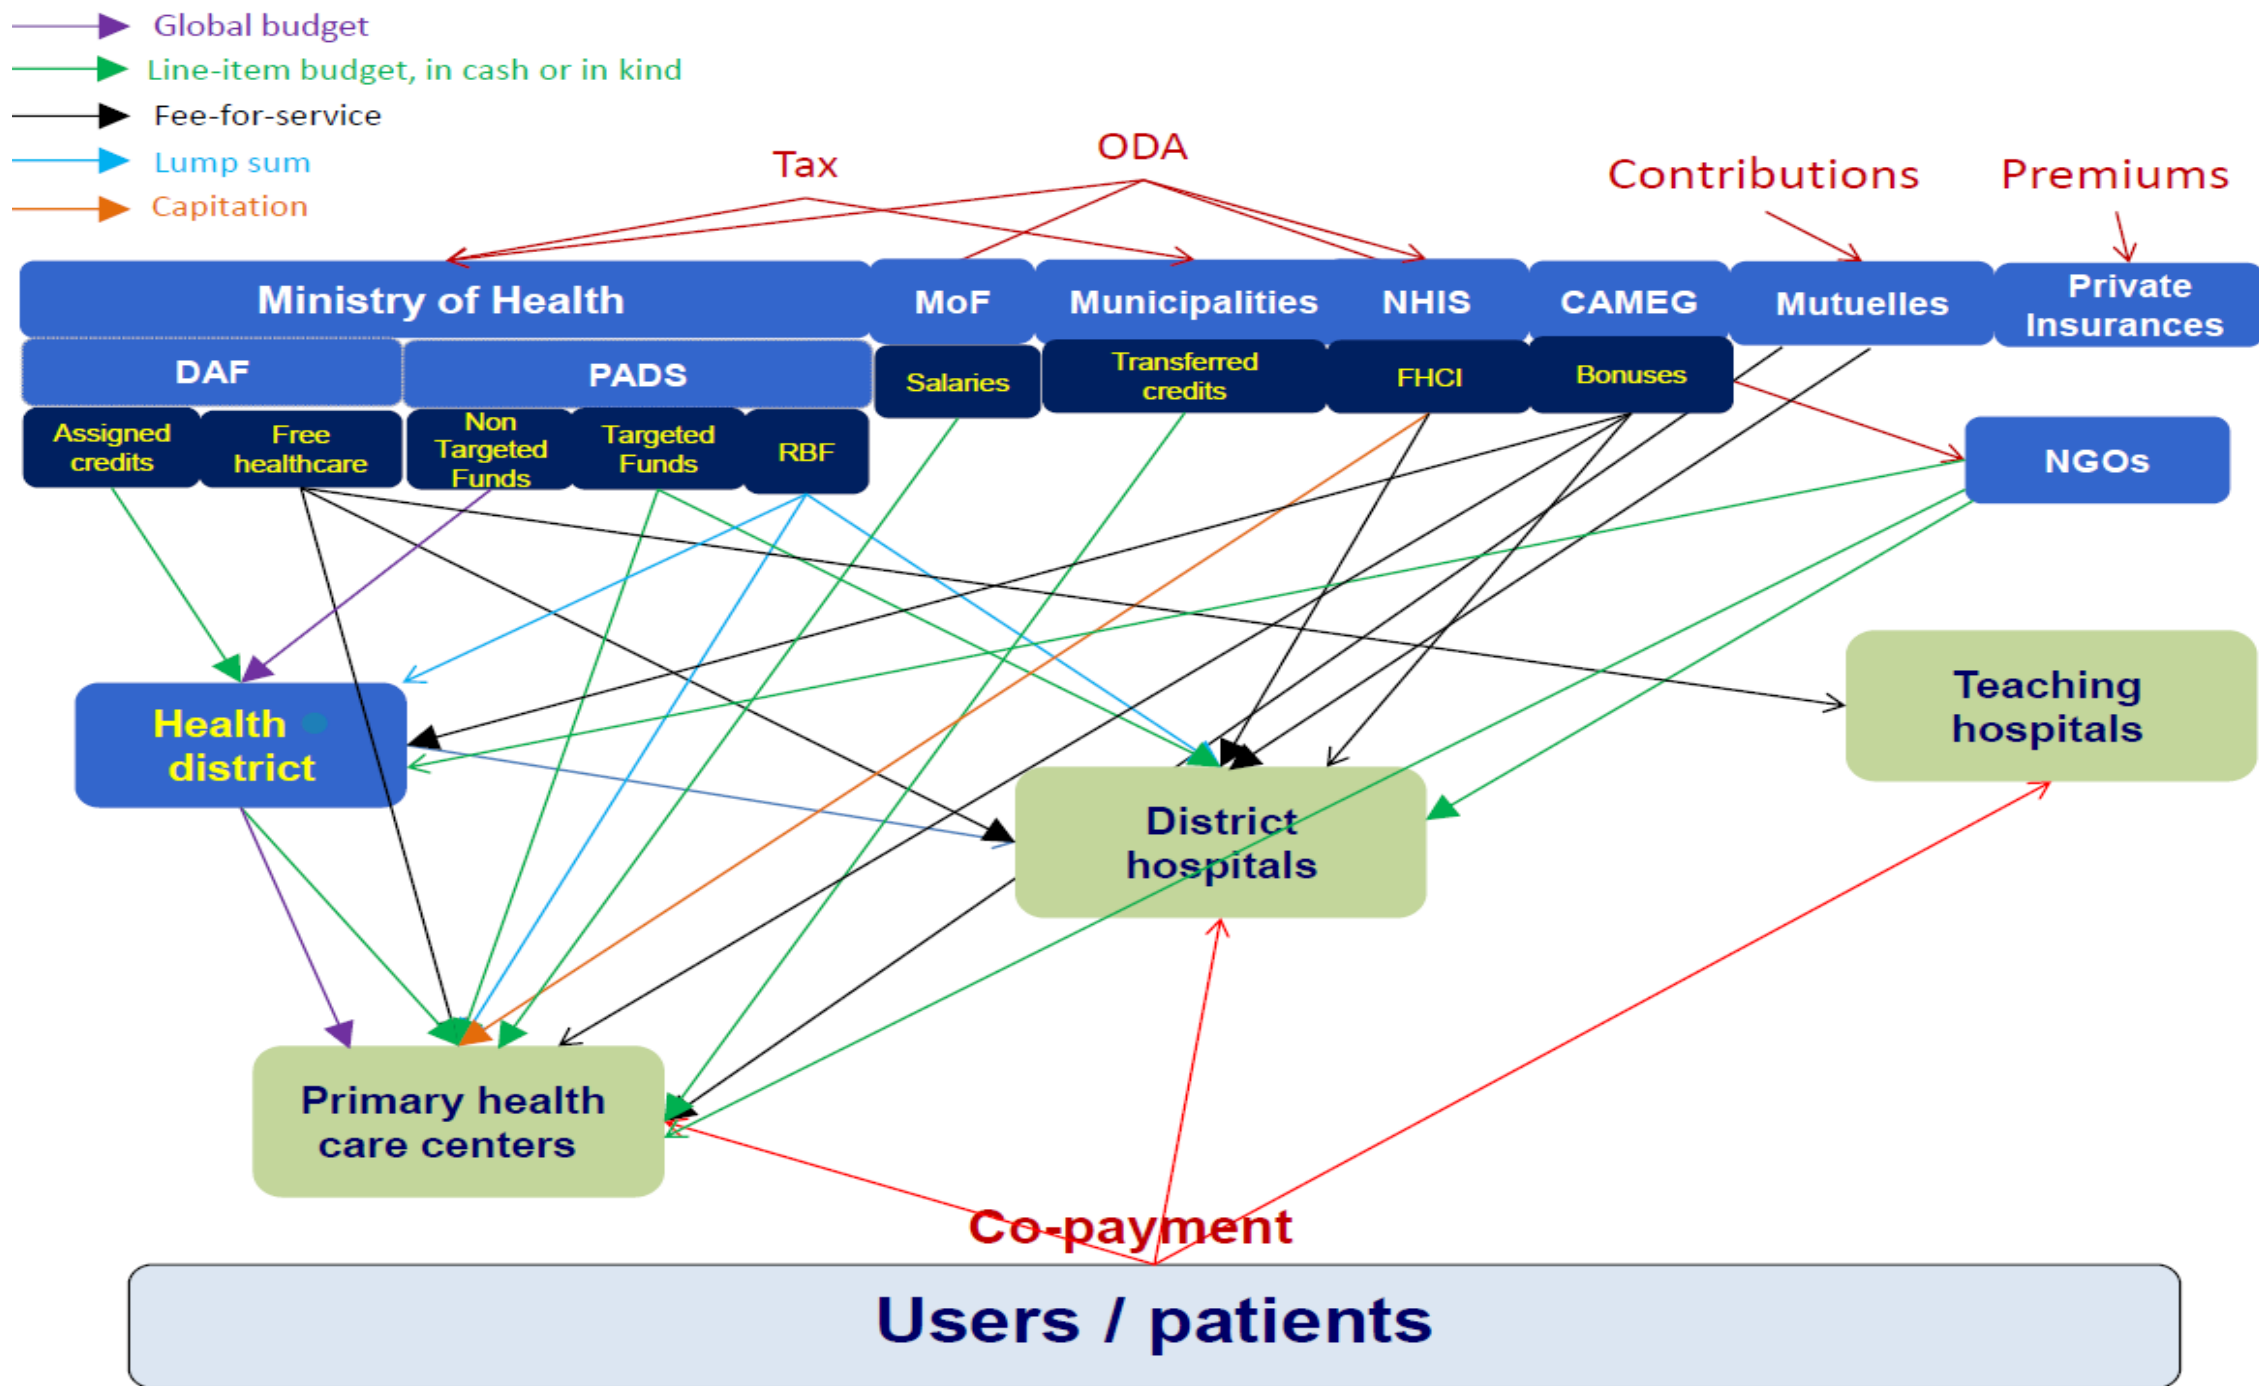 Global budget
Line-item budget, in cash or in kind
Fee-for-service
Lump sum
Capitation
Tax
ODA
Contributions
Premiums
Ministry of Health
MoF
Municipalities
NHIS
CAMEG
Mutuelles
Private
Insurances
DAF
PADS
Salaries
Transferred
credits
FHCI
Bonuses
Assigned
credits
Free
healthcare
Non
Targeted
Funds
Targeted
Funds
RBF
NGOs
Health
district
Teaching
hospitals
District
hospitals
Primary health
care centers
Co-payment
Users / patients